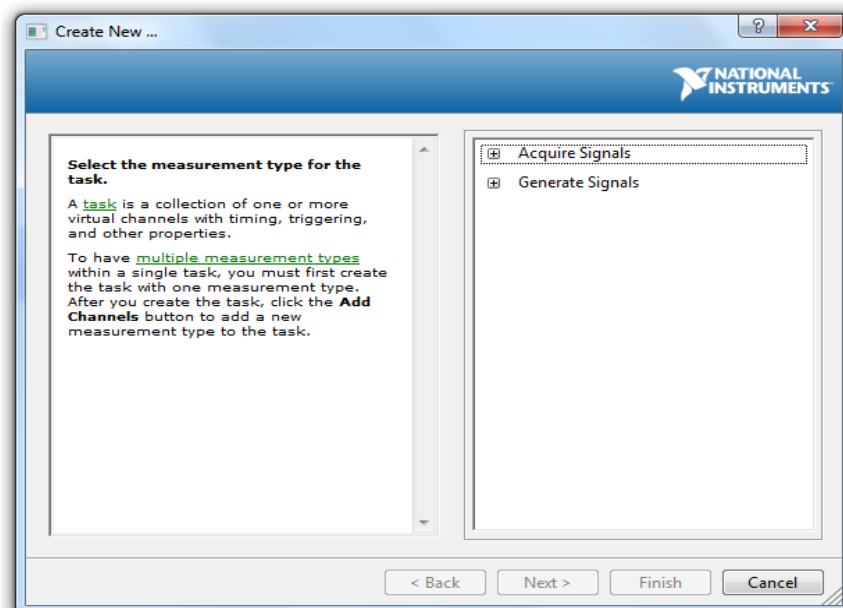 Create New ...
NATIONAL
INSTRUMENTS
Select the measurement type for the
task.
A task is a collection of one or more
virtual channels with timing, triggering,
and other properties.
To have multiple measurement types
within a single task, you must first create
the task with one measurement type.
After you create the task, click the Add
Channels button to add a new
measurement type to the task.
Acquire Signals
Generate Signals
< Back
Next >
Finish
Cancel